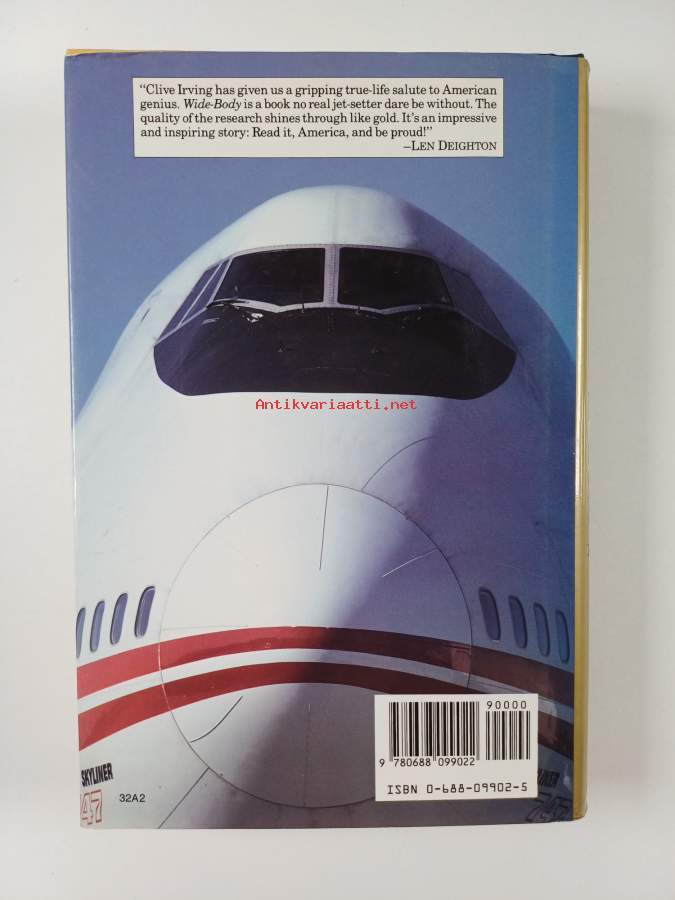 “Clive Irving has given us a gripping true-life salute to American
genius. Wide-Body is a book no real jet-setter dare be without. The
quality of the research shines through like gold. It’s an impressive
and inspiring story: Read it, America, and be proud!”
–LEN DEIGHTON
Antikvariaatti.net
90000
9 780688 099022
ISBN 0-688-09902-5
SKYLINER
47
32A2
747